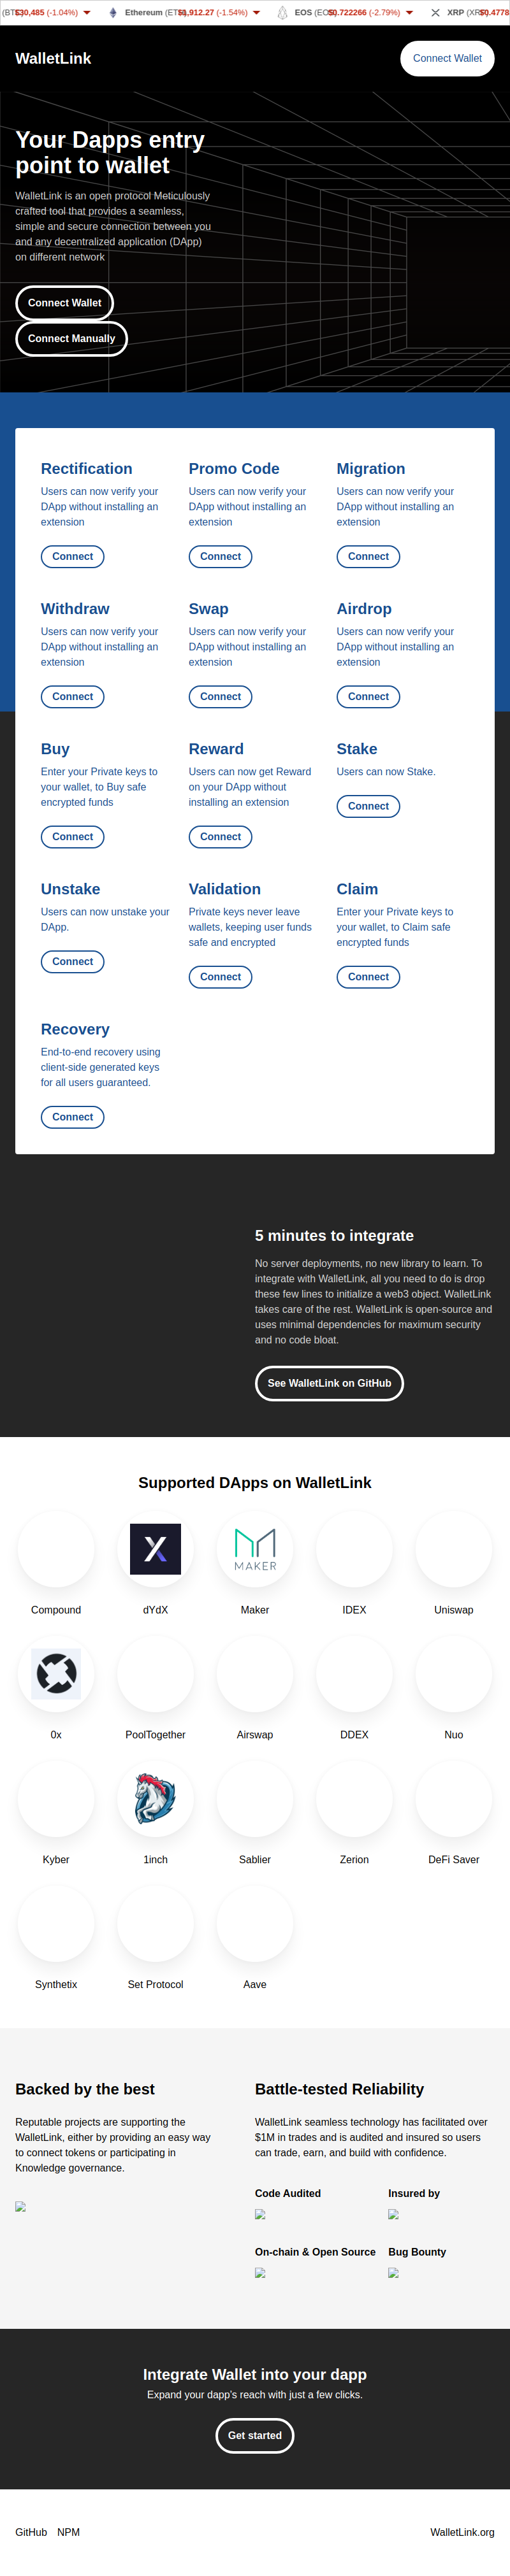 (BTC) $30,485 (-1.04%) Ethereum (ETH) $1,912.27 (-1.54%) EOS (EOS) $0.722266 (-2.79%) XRP (XRP) $0.4778
WalletLink
Connect Wallet
Your Dapps entry
point to wallet
WalletLink is an open protocol Meticulously
crafted tool that provides a seamless,
simple and secure connection between you
and any decentralized application (DApp)
on different network
Connect Wallet
Connect Manually
Rectification
Users can now verify your
DApp without installing an
extension
Connect
Promo Code
Users can now verify your
DApp without installing an
extension
Connect
Migration
Users can now verify your
DApp without installing an
extension
Connect
Withdraw
Users can now verify your
DApp without installing an
extension
Connect
Swap
Users can now verify your
DApp without installing an
extension
Connect
Airdrop
Users can now verify your
DApp without installing an
extension
Connect
Buy
Enter your Private keys to
your wallet, to Buy safe
encrypted funds
Connect
Reward
Users can now get Reward
on your DApp without
installing an extension
Connect
Stake
Users can now Stake.
Connect
Unstake
Users can now unstake your
DApp.
Connect
Validation
Private keys never leave
wallets, keeping user funds
safe and encrypted
Connect
Claim
Enter your Private keys to
your wallet, to Claim safe
encrypted funds
Connect
Recovery
End-to-end recovery using
client-side generated keys
for all users guaranteed.
Connect
5 minutes to integrate
No server deployments, no new library to learn. To
integrate with WalletLink, all you need to do is drop
these few lines to initialize a web3 object. WalletLink
takes care of the rest. WalletLink is open-source and
uses minimal dependencies for maximum security
and no code bloat.
See WalletLink on GitHub
Supported DApps on WalletLink
MAKER
Compound
dYdX
Maker
IDEX
Uniswap
0x
PoolTogether
Airswap
DDEX
Nuo
Kyber
1inch
Sablier
Zerion
DeFi Saver
Synthetix
Set Protocol
Aave
Backed by the best
Reputable projects are supporting the
WalletLink, either by providing an easy way
to connect tokens or participating in
Knowledge governance.
Battle-tested Reliability
WalletLink seamless technology has facilitated over
$1M in trades and is audited and insured so users
can trade, earn, and build with confidence.
Code Audited
Insured by
On-chain & Open Source
Bug Bounty
Integrate Wallet into your dapp
Expand your dapp's reach with just a few clicks.
Get started
GitHub
NPM
WalletLink.org